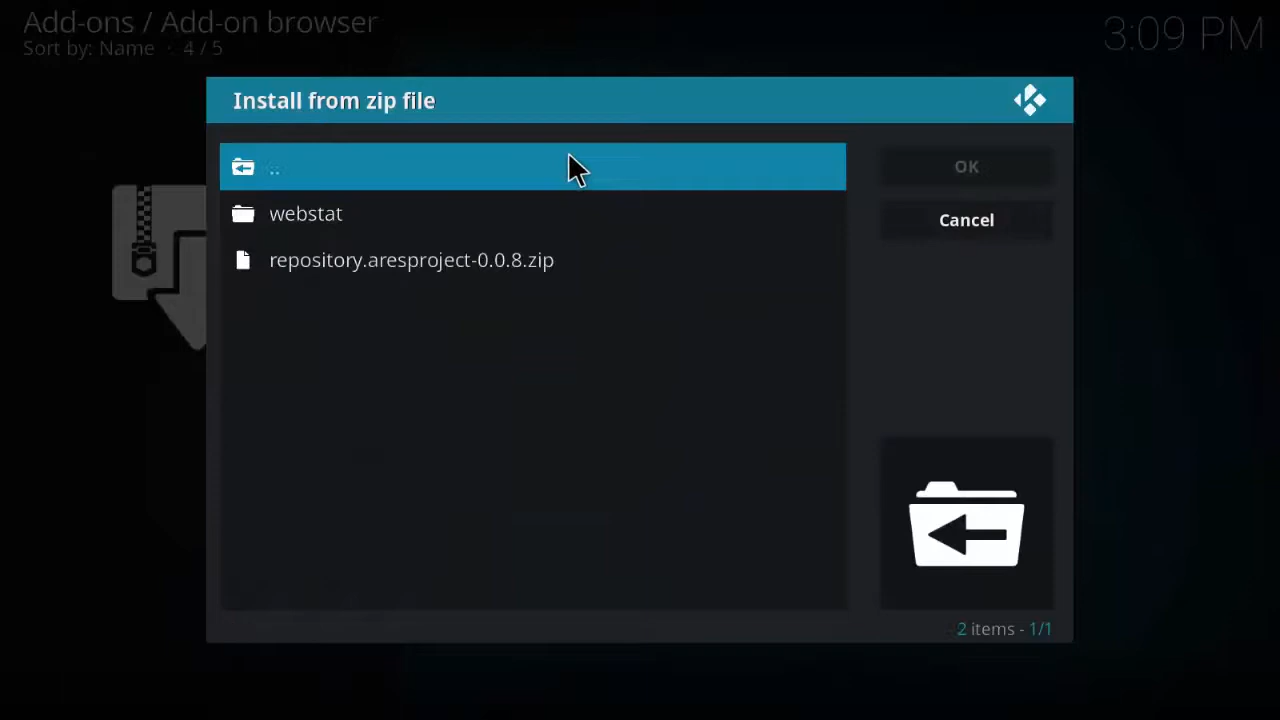 Add-ons / Add-on browser
Sort by: Name · 4 / 5
3:09 PM
Install from zip file
..
OK
webstat
Cancel
repository.aresproject-0.0.8.zip
2 items - 1/1